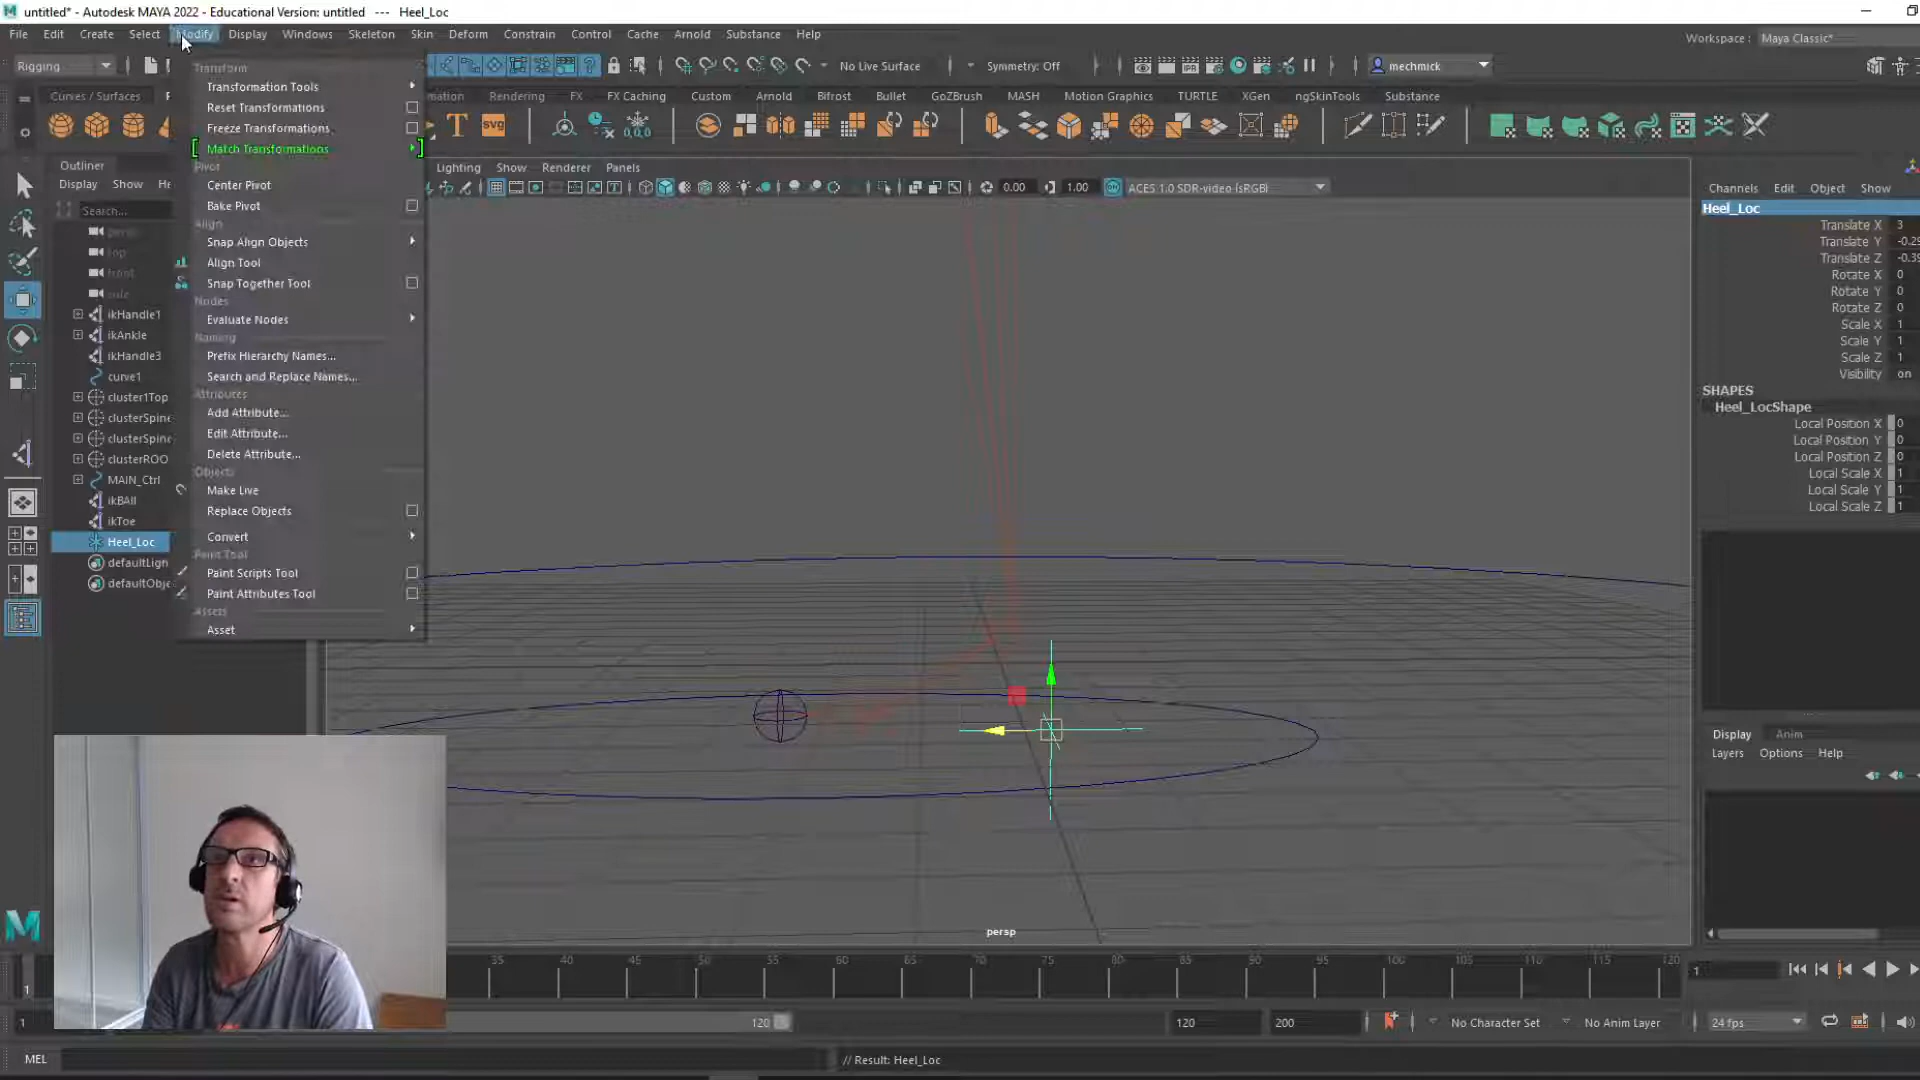 untitled* - Autodesk MAYA 2022 - Educational Version: untitled --- Heel_Loc
File Edit Create Select Modify Display Windows Skeleton Skin Deform Constrain Control Cache Arnold Substance Help
Workspace : Maya Classic*
Rigging
No Live Surface
Symmetry: Off
mechmick
Curves / Surfaces
Rendering FX FX Caching Custom Arnold Bifrost Bullet GoZBrush MASH Motion Graphics TURTLE XGen ngSkinTools Substance
Transform
Transformation Tools
Reset Transformations
Freeze Transformations
Match Transformations
Pivot
Center Pivot
Bake Pivot
Align
Snap Align Objects
Align Tool
Snap Together Tool
Nodes
Evaluate Nodes
Naming
Prefix Hierarchy Names...
Search and Replace Names...
Attributes
Add Attribute...
Edit Attribute...
Delete Attribute...
Objects
Make Live
Replace Objects
Convert
Paint Tool
Paint Scripts Tool
Paint Attributes Tool
Assets
Asset
Outliner
Display Show He
Search...
persp
top
front
side
ikHandle1
ikAnkle
ikHandle3
curve1
cluster1Top
clusterSpine
clusterSpine
clusterROO
MAIN_Ctrl
ikBAll
ikToe
Heel_Loc
defaultLigh
defaultObje
Lighting Show Renderer Panels
0.00 1.00 ACES 1.0 SDR-video (sRGB)
persp
Channels Edit Object Show
Heel_Loc
Translate X 3
Translate Y -0.29
Translate Z -0.39
Rotate X 0
Rotate Y 0
Rotate Z 0
Scale X 1
Scale Y 1
Scale Z 1
Visibility on
SHAPES
Heel_LocShape
Local Position X 0
Local Position Y 0
Local Position Z 0
Local Scale X 1
Local Scale Y 1
Local Scale Z 1
Display Anim
Layers Options Help
35 40 45 50 55 60 65 70 75 80 85 90 95 100 105 110 115 120
1
1
1 120 120 200 No Character Set No Anim Layer 24 fps
MEL // Result: Heel_Loc